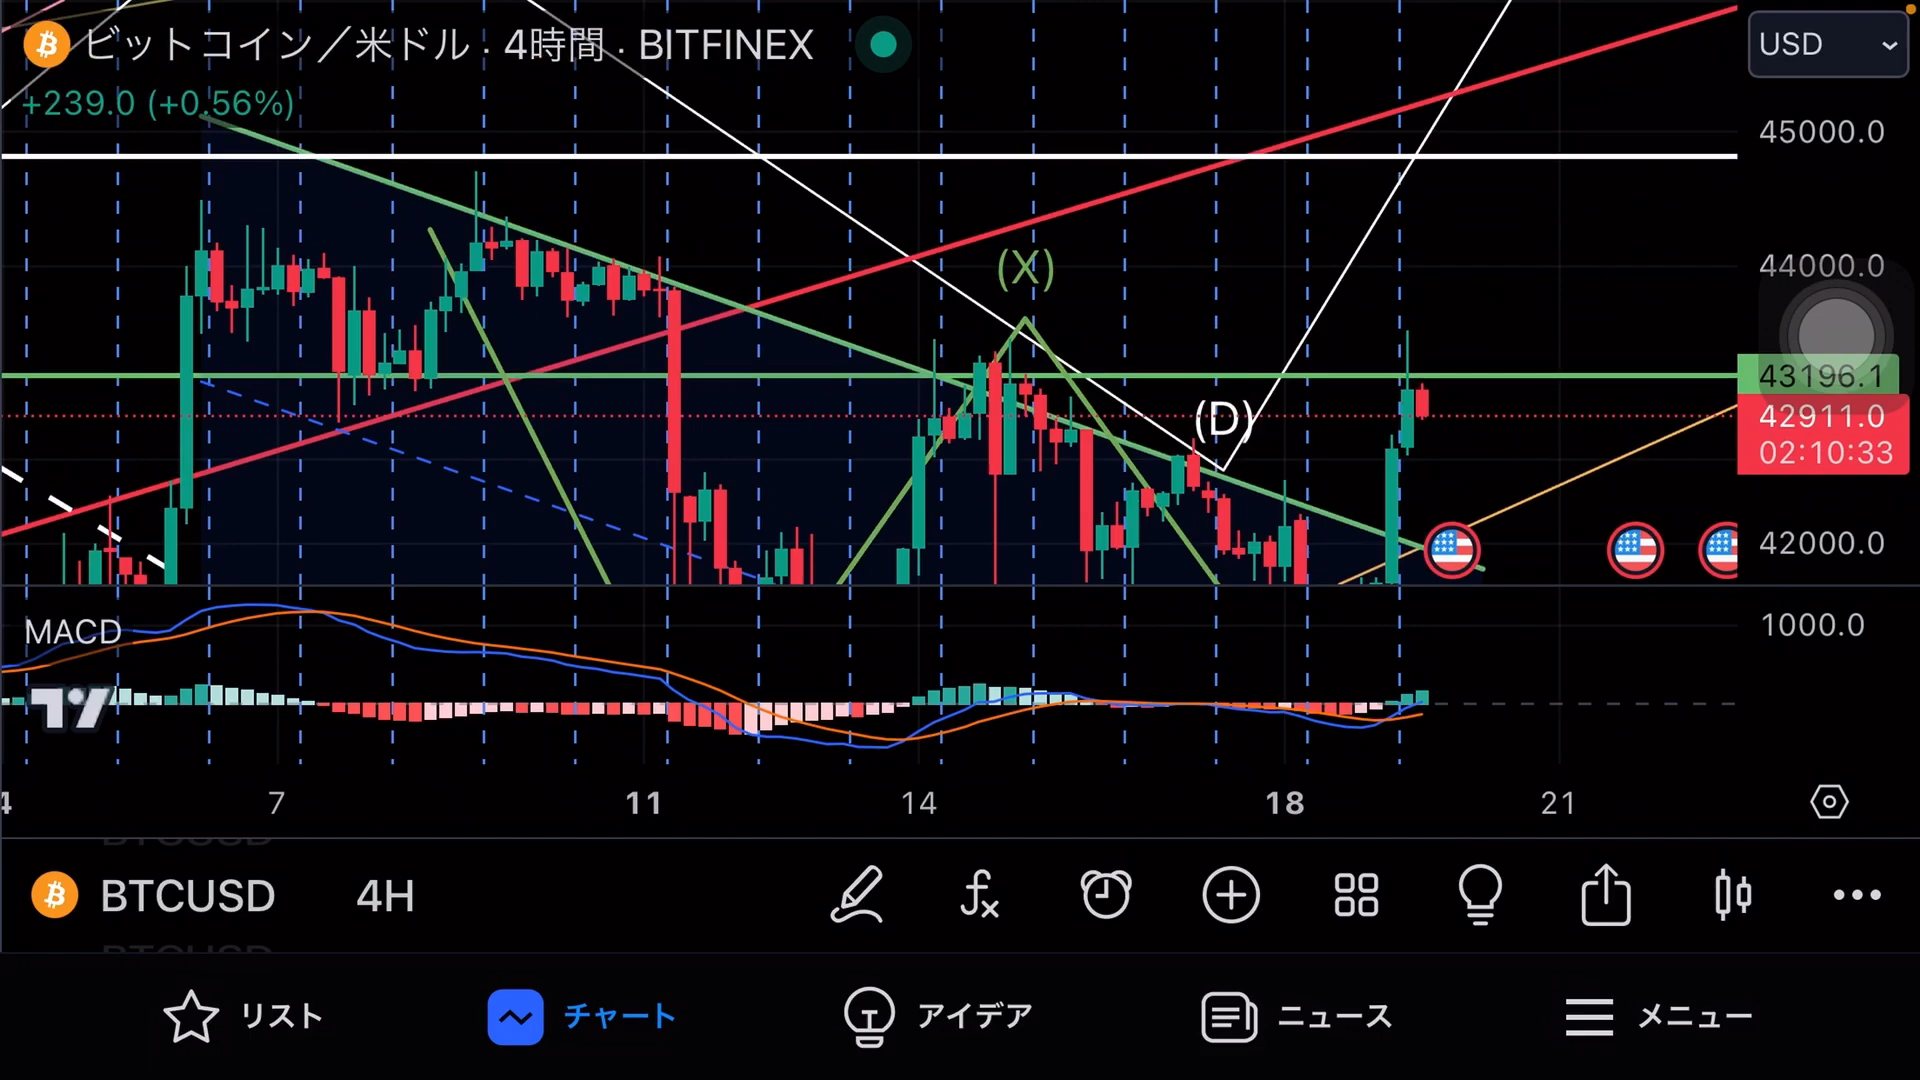 ビットコイン／米ドル · 4時間 · BITFINEX
USD
+239.0 (+0.56%)
45000.0
44000.0
(X)
43196.1
(D)
42911.0
02:10:33
42000.0
MACD
1000.0
4 7 11 14 18 21
BTCUSD 4H
リスト チャート アイデア ニュース メニュー